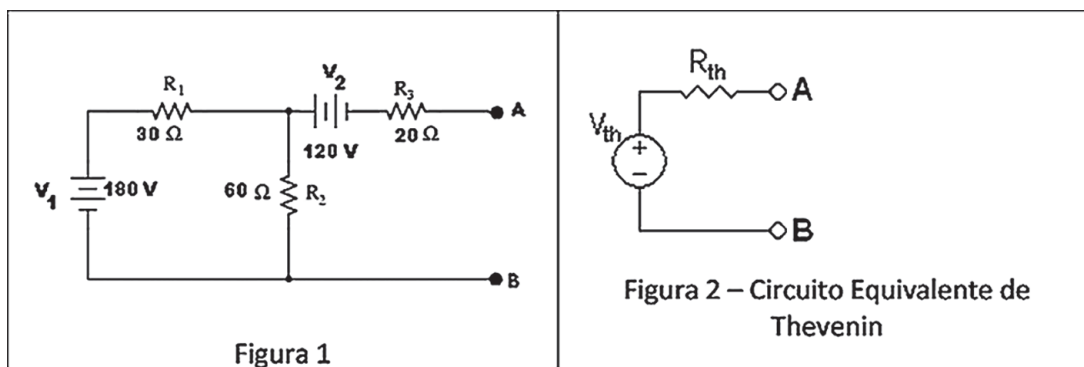 V₂
R₁
R₃
A
30 Ω
20 Ω
120 V
V₁ 180 V
60 Ω R₂
B
Figura 1
Rth
A
Vth
+
-
B
Figura 2 – Circuito Equivalente de
Thevenin